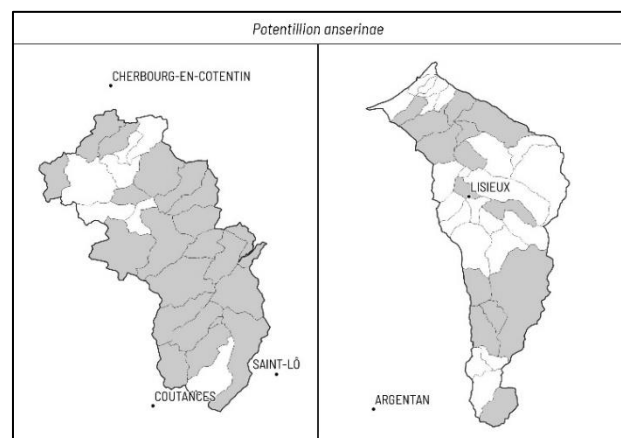 Potentillion anserinae
CHERBOURG-EN-COTENTIN
SAINT-LÔ
COUTANCES
LISIEUX
ARGENTAN